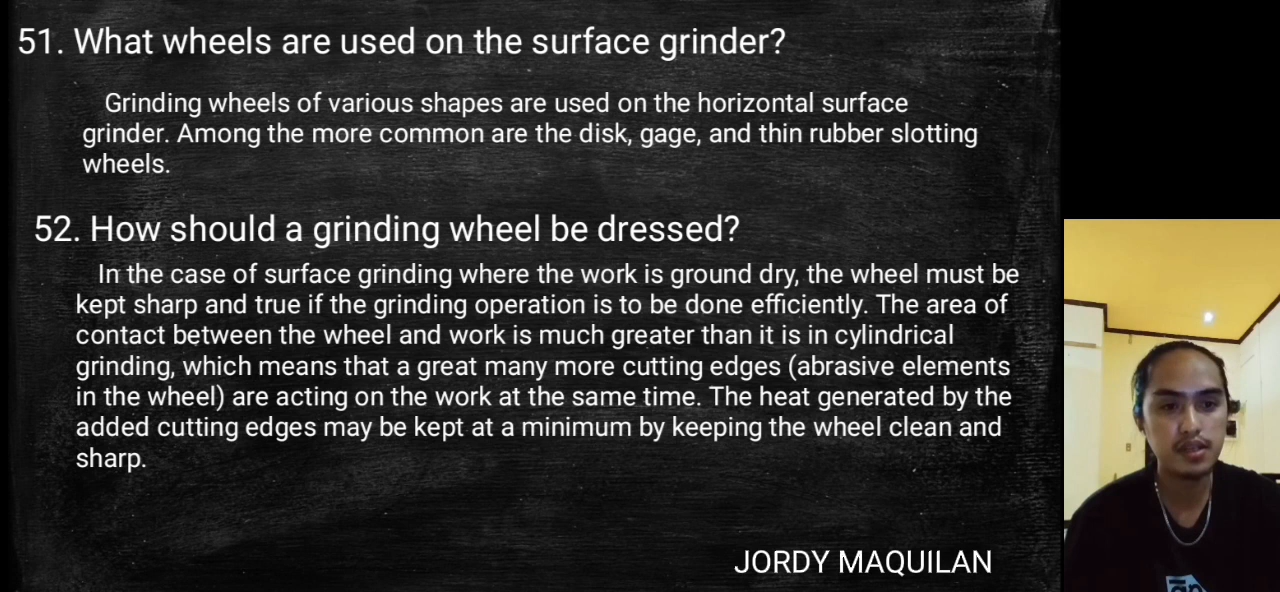 51. What wheels are used on the surface grinder?
Grinding wheels of various shapes are used on the horizontal surface
grinder. Among the more common are the disk, gage, and thin rubber slotting
wheels.
52. How should a grinding wheel be dressed?
In the case of surface grinding where the work is ground dry, the wheel must be
kept sharp and true if the grinding operation is to be done efficiently. The area of
contact between the wheel and work is much greater than it is in cylindrical
grinding, which means that a great many more cutting edges (abrasive elements
in the wheel) are acting on the work at the same time. The heat generated by the
added cutting edges may be kept at a minimum by keeping the wheel clean and
sharp.
JORDY MAQUILAN